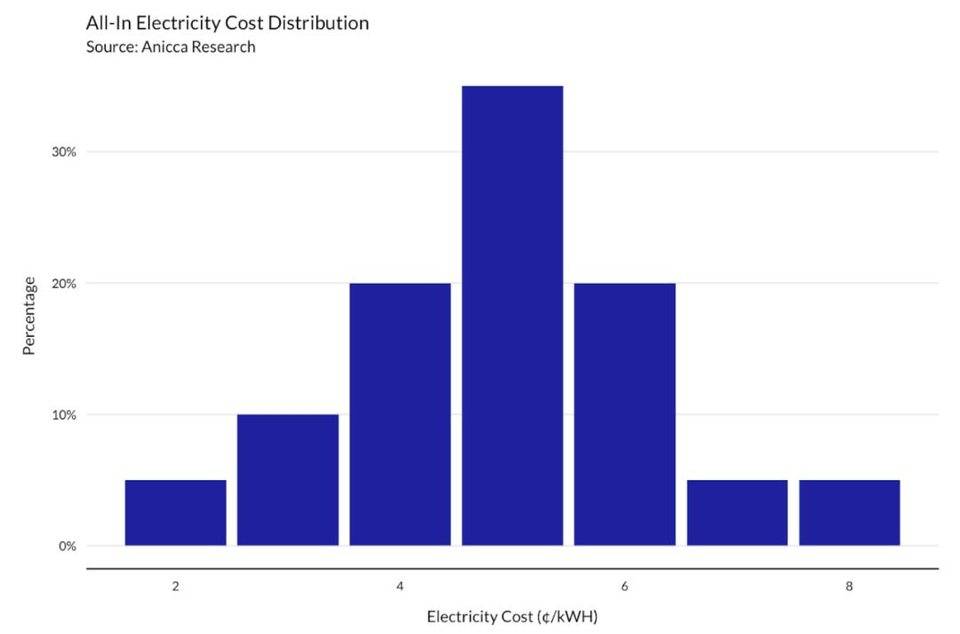 All-In Electricity Cost Distribution
Source: Anicca Research
30%
20%
10%
0%
Percentage
2 4 6 8
Electricity Cost (¢/kWH)